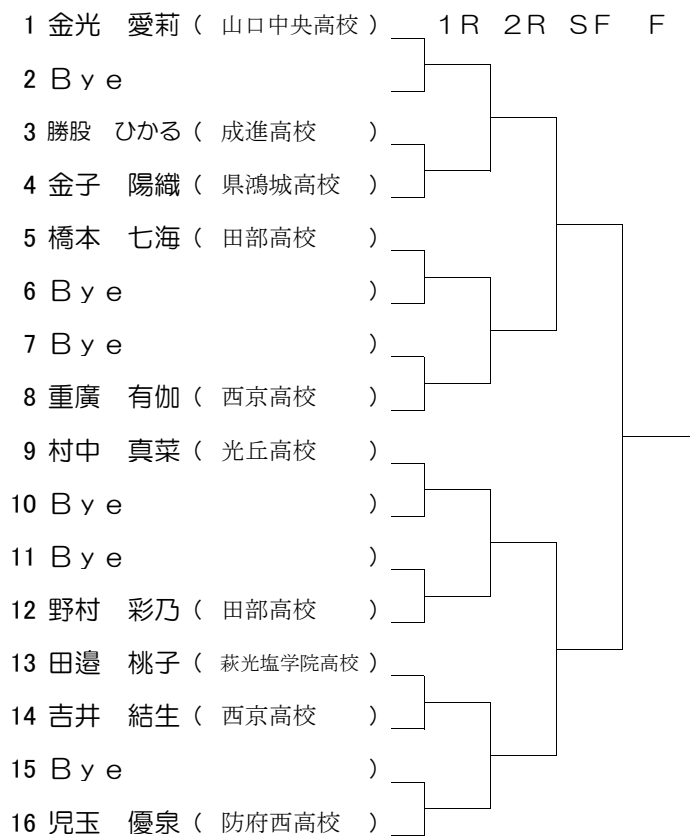 1 金光　愛莉 ( 山口中央高校 ) 1R 2R SF F
2 Bye
3 勝股　ひかる ( 成進高校 )
4 金子　陽織 ( 県鴻城高校 )
5 橋本　七海 ( 田部高校 )
6 Bye )
7 Bye )
8 重廣　有伽 ( 西京高校 )
9 村中　真菜 ( 光丘高校 )
10 Bye )
11 Bye )
12 野村　彩乃 ( 田部高校 )
13 田邉　桃子 ( 萩光塩学院高校 )
14 吉井　結生 ( 西京高校 )
15 Bye )
16 児玉　優泉 ( 防府西高校 )